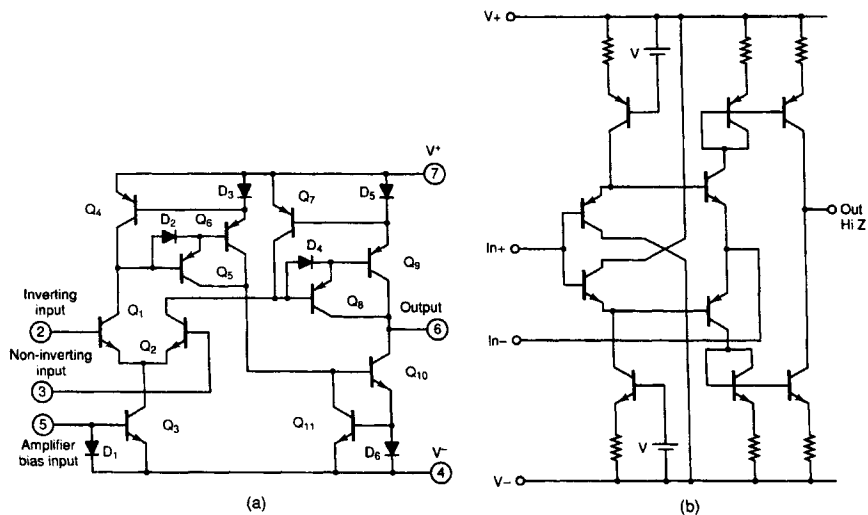 V+
V
V⁺
7
D3
Q7
D5
Q4
D2
Q6
D4
Q5
Q9
Q8
Inverting
input
2
Q1
Output
6
Q2
Non-inverting
input
3
Q10
5
Q3
Q11
Amplifier
bias input
D1
D6
V⁻
4
(a)
In+
Out
Hi Z
In−
V
V−
(b)